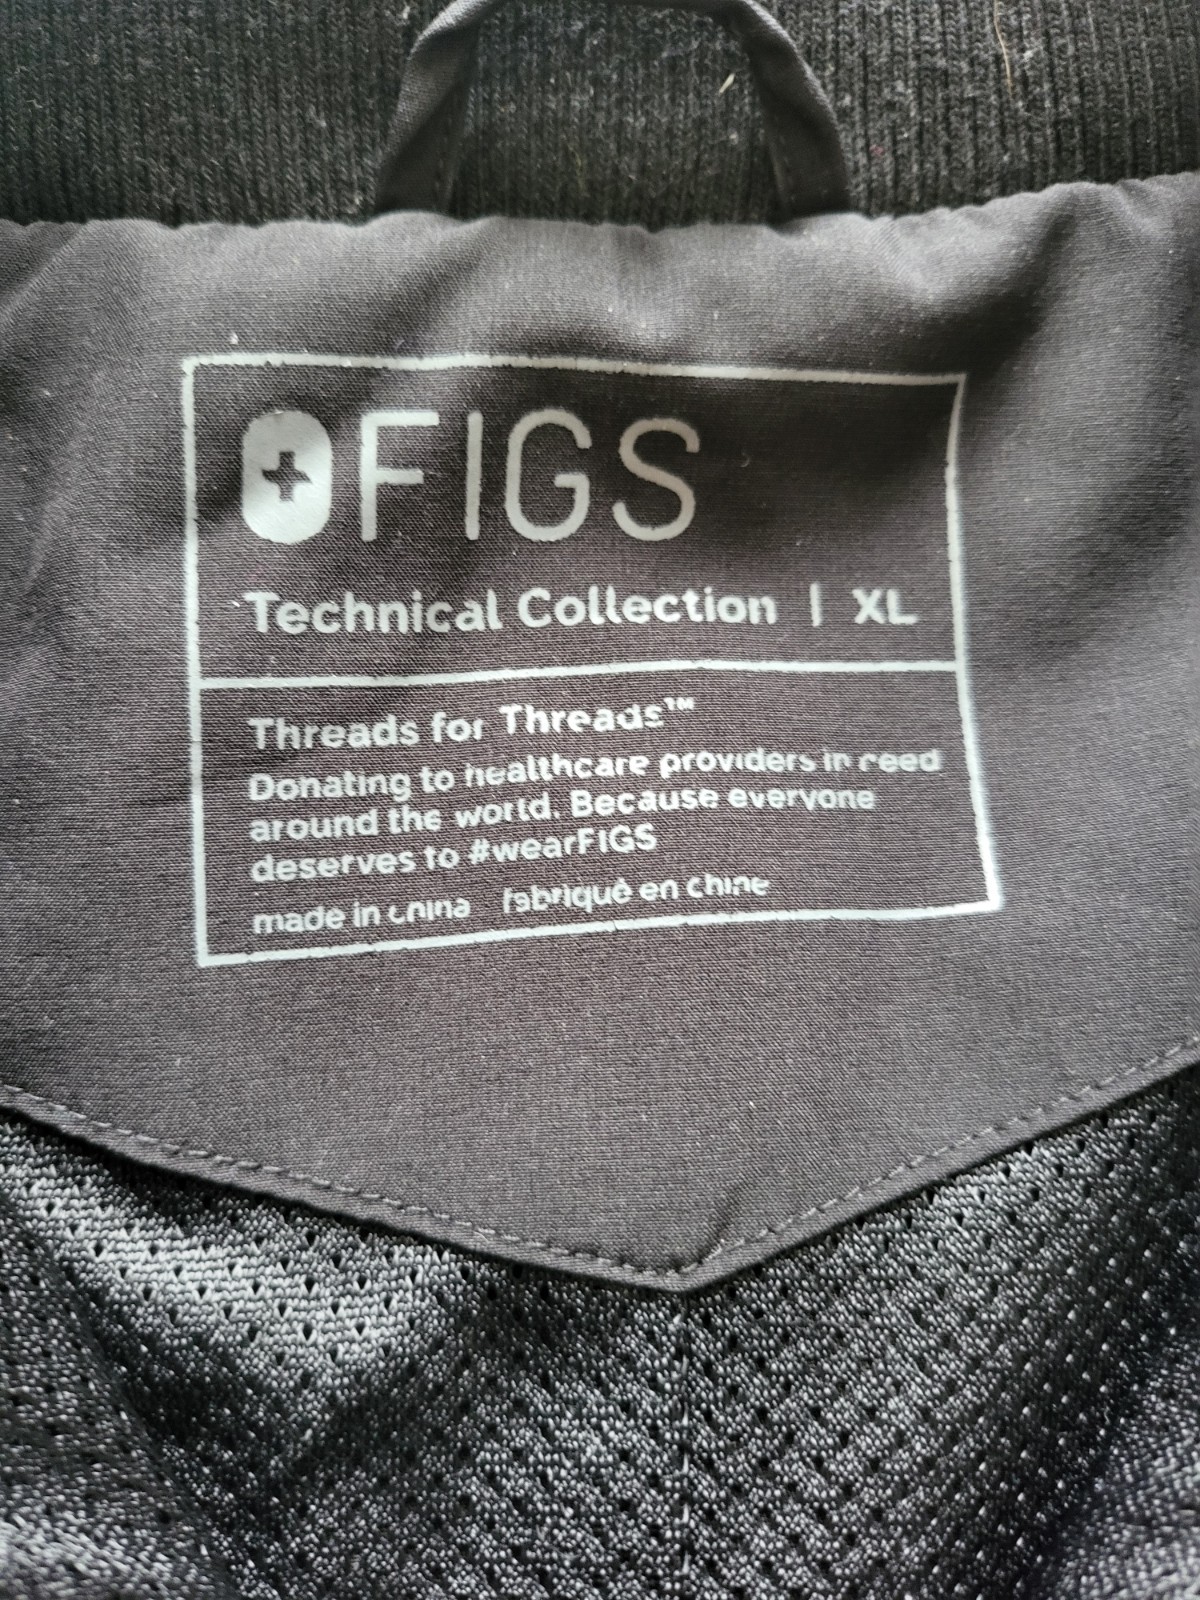 FIGS
Technical Collection | XL
Threads for Threads™
Donating to healthcare providers in need
around the world. Because everyone
deserves to #wearFIGS
made in china fabriqué en chine